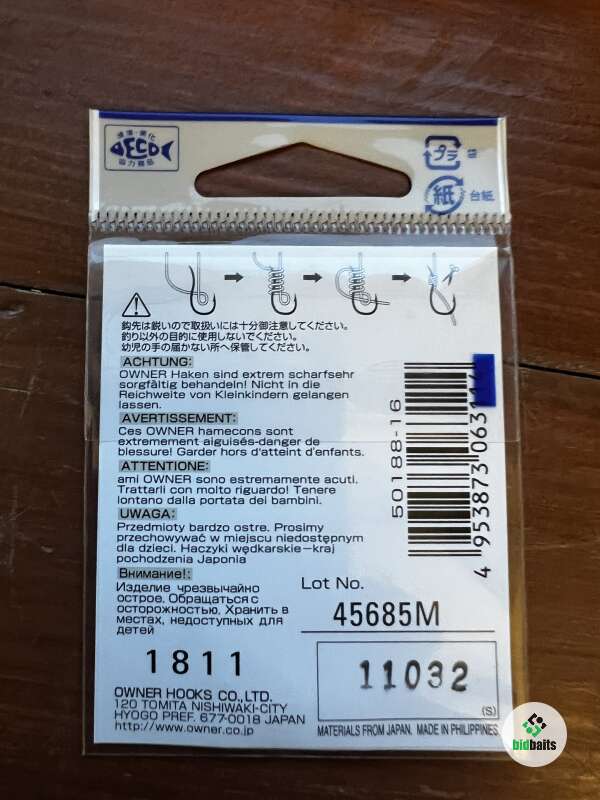 環境・美化
ECO
協力商品
プラ
袋
紙
台紙
鈎先は鋭いので取扱いには十分御注意してください。
釣り以外の目的に使用しないでください。
幼児の手の届かない所へ保管してください。
ACHTUNG:
OWNER Haken sind extrem scharfsehr
sorgfältig behandeln! Nicht in die
Reichweite von Kleinkindern gelangen
lassen.
AVERTISSEMENT:
Ces OWNER hamecons sont
extremement aiguisés-danger de
blessure! Garder hors d'atteint d'enfants.
ATTENTIONE:
ami OWNER sono estremamente acuti.
Trattarli con molto riguardo! Tenere
lontano dalla portata dei bambini.
UWAGA:
Przedmioty bardzo ostre. Prosimy
przechowywać w miejscu niedostępnym
dla dzieci. Haczyki wędkarskie-kraj
pochodzenia Japonia
Внимание!:
Изделие чрезвычайно
острое. Обращаться с
осторожностью. Хранить в
местах, недоступных для
детей
1811
OWNER HOOKS CO.,LTD.
120 TOMITA NISHIWAKI-CITY
HYOGO PREF. 677-0018 JAPAN
http://www.owner.co.jp
50188-16
4 953873 063
Lot No.
45685M
11032
(S)
MATERIALS FROM JAPAN. MADE IN PHILIPPINES
bidbaits